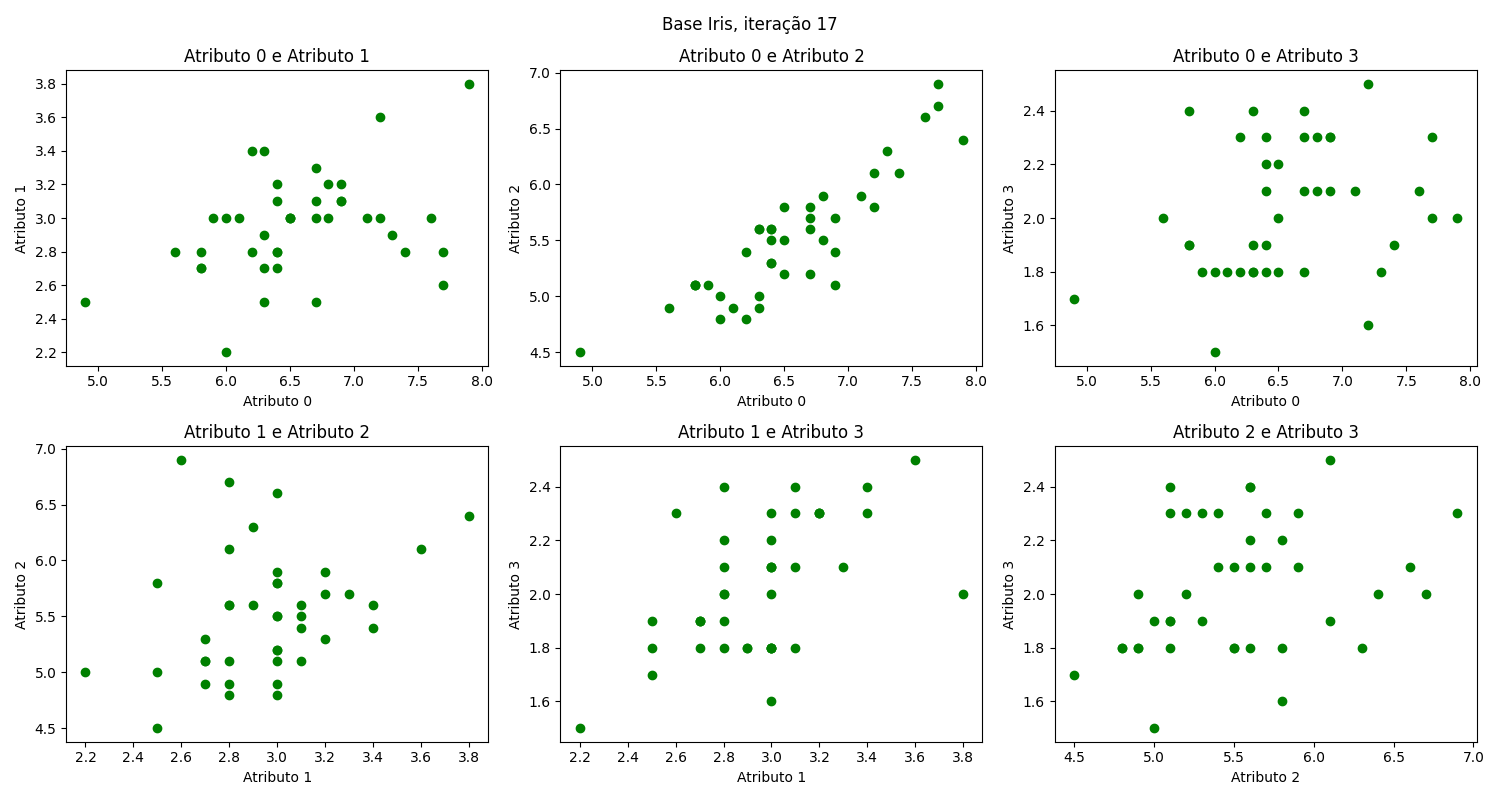 Base Iris, iteração 17
Atributo 0 e Atributo 1
3.8
3.6
3.4
3.2
3.0
2.8
2.6
2.4
2.2
Atributo 1
5.0 5.5 6.0 6.5 7.0 7.5 8.0
Atributo 0
Atributo 0 e Atributo 2
7.0
6.5
6.0
5.5
5.0
4.5
Atributo 2
5.0 5.5 6.0 6.5 7.0 7.5 8.0
Atributo 0
Atributo 0 e Atributo 3
2.4
2.2
2.0
1.8
1.6
Atributo 3
5.0 5.5 6.0 6.5 7.0 7.5 8.0
Atributo 0
Atributo 1 e Atributo 2
7.0
6.5
6.0
5.5
5.0
4.5
Atributo 2
2.2 2.4 2.6 2.8 3.0 3.2 3.4 3.6 3.8
Atributo 1
Atributo 1 e Atributo 3
2.4
2.2
2.0
1.8
1.6
Atributo 3
2.2 2.4 2.6 2.8 3.0 3.2 3.4 3.6 3.8
Atributo 1
Atributo 2 e Atributo 3
2.4
2.2
2.0
1.8
1.6
Atributo 3
4.5 5.0 5.5 6.0 6.5 7.0
Atributo 2